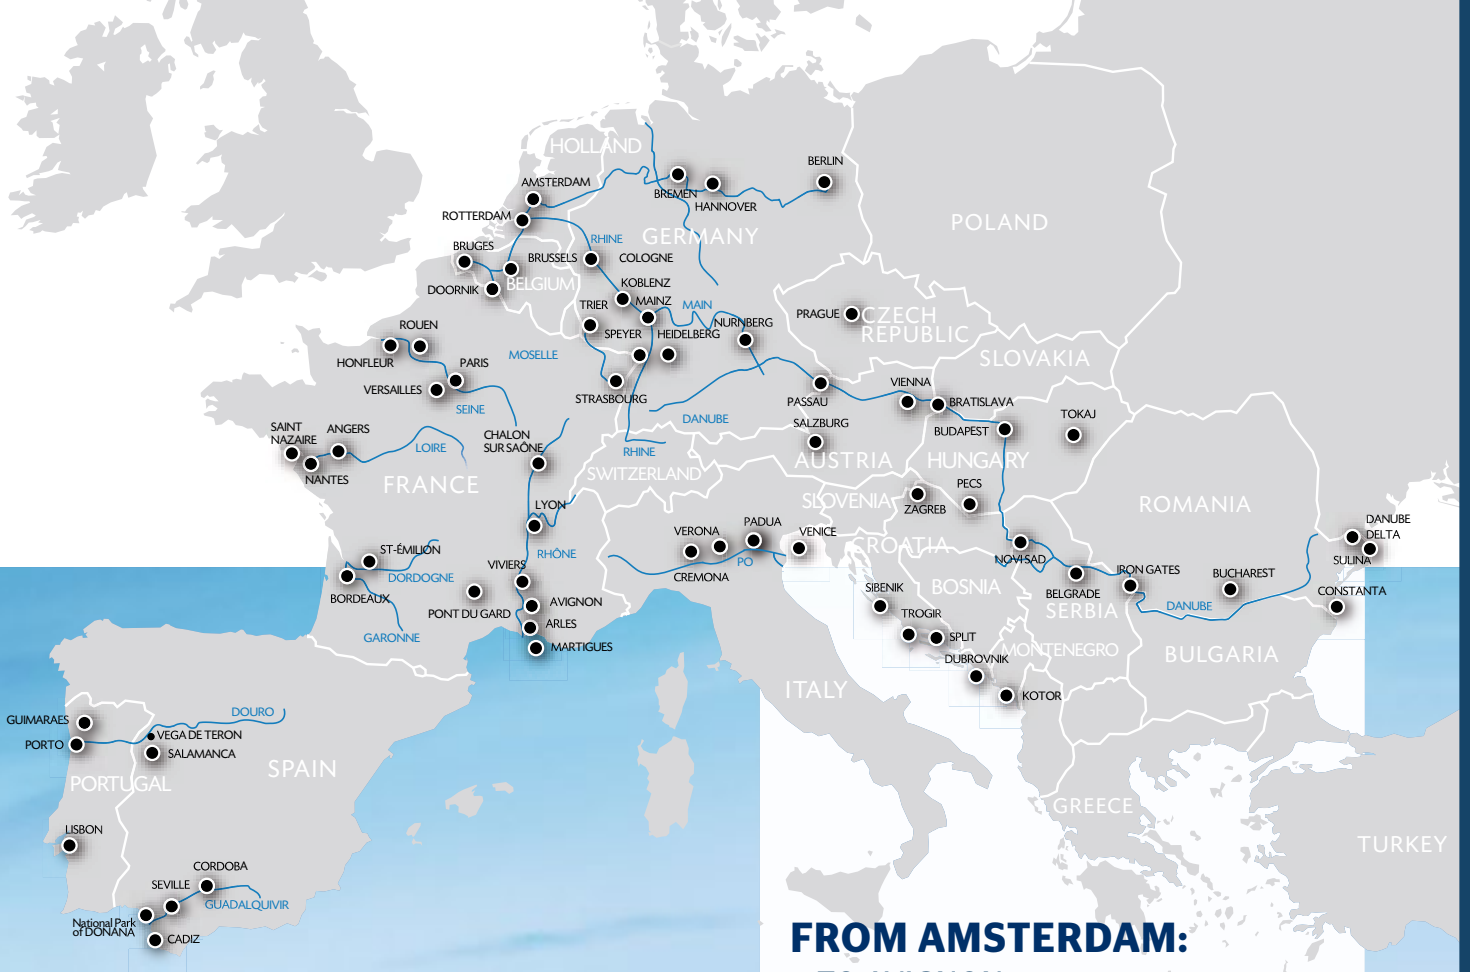 HOLLAND
BERLIN
AMSTERDAM
BREMEN
HANNOVER
ROTTERDAM
POLAND
RHINE
GERMANY
BRUGES
BRUSSELS
COLOGNE
BELGIUM
DOORNIK
KOBLENZ
TRIER
MAINZ
MAIN
PRAGUE
CZECH
REPUBLIC
ROUEN
NURNBERG
SPEYER
HEIDELBERG
HONFLEUR
PARIS
MOSELLE
SLOVAKIA
VERSAILLES
STRASBOURG
PASSAU
VIENNA
BRATISLAVA
SEINE
DANUBE
TOKAJ
SAINT
NAZAIRE
ANGERS
CHALON
SUR SAÔNE
SALZBURG
BUDAPEST
LOIRE
RHINE
AUSTRIA
HUNGARY
NANTES
FRANCE
SWITZERLAND
PECS
SLOVENIA
ZAGREB
ROMANIA
LYON
VERONA
PADUA
VENICE
DANUBE
DELTA
ST-ÉMILION
RHÔNE
PO
CROATIA
NOVI SAD
SULINA
VIVIERS
DORDOGNE
CREMONA
IRON GATES
BUCHAREST
BORDEAUX
SIBENIK
BOSNIA
BELGRADE
CONSTANTA
PONT DU GARD
AVIGNON
TROGIR
SERBIA
DANUBE
ARLES
GARONNE
SPLIT
MARTIGUES
MONTENEGRO
BULGARIA
DUBROVNIK
ITALY
KOTOR
DOURO
GUIMARAES
VEGA DE TERON
PORTO
SALAMANCA
SPAIN
PORTUGAL
GREECE
LISBON
TURKEY
CORDOBA
SEVILLE
GUADALQUIVIR
National Park
of DONANA
CADIZ
FROM AMSTERDAM: